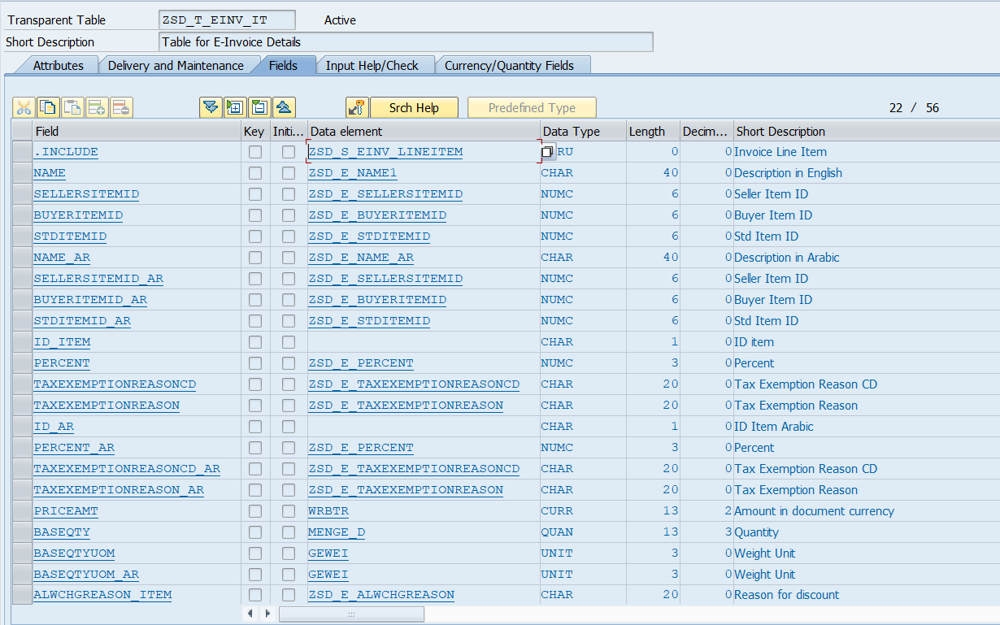 Transparent Table ZSD_T_EINV_IT Active
Short Description Table for E-Invoice Details
Attributes Delivery and Maintenance Fields Input Help/Check Currency/Quantity Fields
Srch Help Predefined Type 22 / 56
Field Key Initi... Data element Data Type Length Decim... Short Description
.INCLUDE ZSD_S_EINV_LINEITEM RU 0 0 Invoice Line Item
NAME ZSD_E_NAME1 CHAR 40 0 Description in English
SELLERSITEMID ZSD_E_SELLERSITEMID NUMC 6 0 Seller Item ID
BUYERITEMID ZSD_E_BUYERITEMID NUMC 6 0 Buyer Item ID
STDITEMID ZSD_E_STDITEMID NUMC 6 0 Std Item ID
NAME_AR ZSD_E_NAME_AR CHAR 40 0 Description in Arabic
SELLERSITEMID_AR ZSD_E_SELLERSITEMID NUMC 6 0 Seller Item ID
BUYERITEMID_AR ZSD_E_BUYERITEMID NUMC 6 0 Buyer Item ID
STDITEMID_AR ZSD_E_STDITEMID NUMC 6 0 Std Item ID
ID_ITEM CHAR 1 0 ID item
PERCENT ZSD_E_PERCENT NUMC 3 0 Percent
TAXEXEMPTIONREASONCD ZSD_E_TAXEXEMPTIONREASONCD CHAR 20 0 Tax Exemption Reason CD
TAXEXEMPTIONREASON ZSD_E_TAXEXEMPTIONREASON CHAR 20 0 Tax Exemption Reason
ID_AR CHAR 1 0 ID Item Arabic
PERCENT_AR ZSD_E_PERCENT NUMC 3 0 Percent
TAXEXEMPTIONREASONCD_AR ZSD_E_TAXEXEMPTIONREASONCD CHAR 20 0 Tax Exemption Reason CD
TAXEXEMPTIONREASON_AR ZSD_E_TAXEXEMPTIONREASON CHAR 20 0 Tax Exemption Reason
PRICEAMT WRBTR CURR 13 2 Amount in document currency
BASEQTY MENGE_D QUAN 13 3 Quantity
BASEQTYUOM GEWEI UNIT 3 0 Weight Unit
BASEQTYUOM_AR GEWEI UNIT 3 0 Weight Unit
ALWCHGREASON_ITEM ZSD_E_ALWCHGREASON CHAR 20 0 Reason for discount